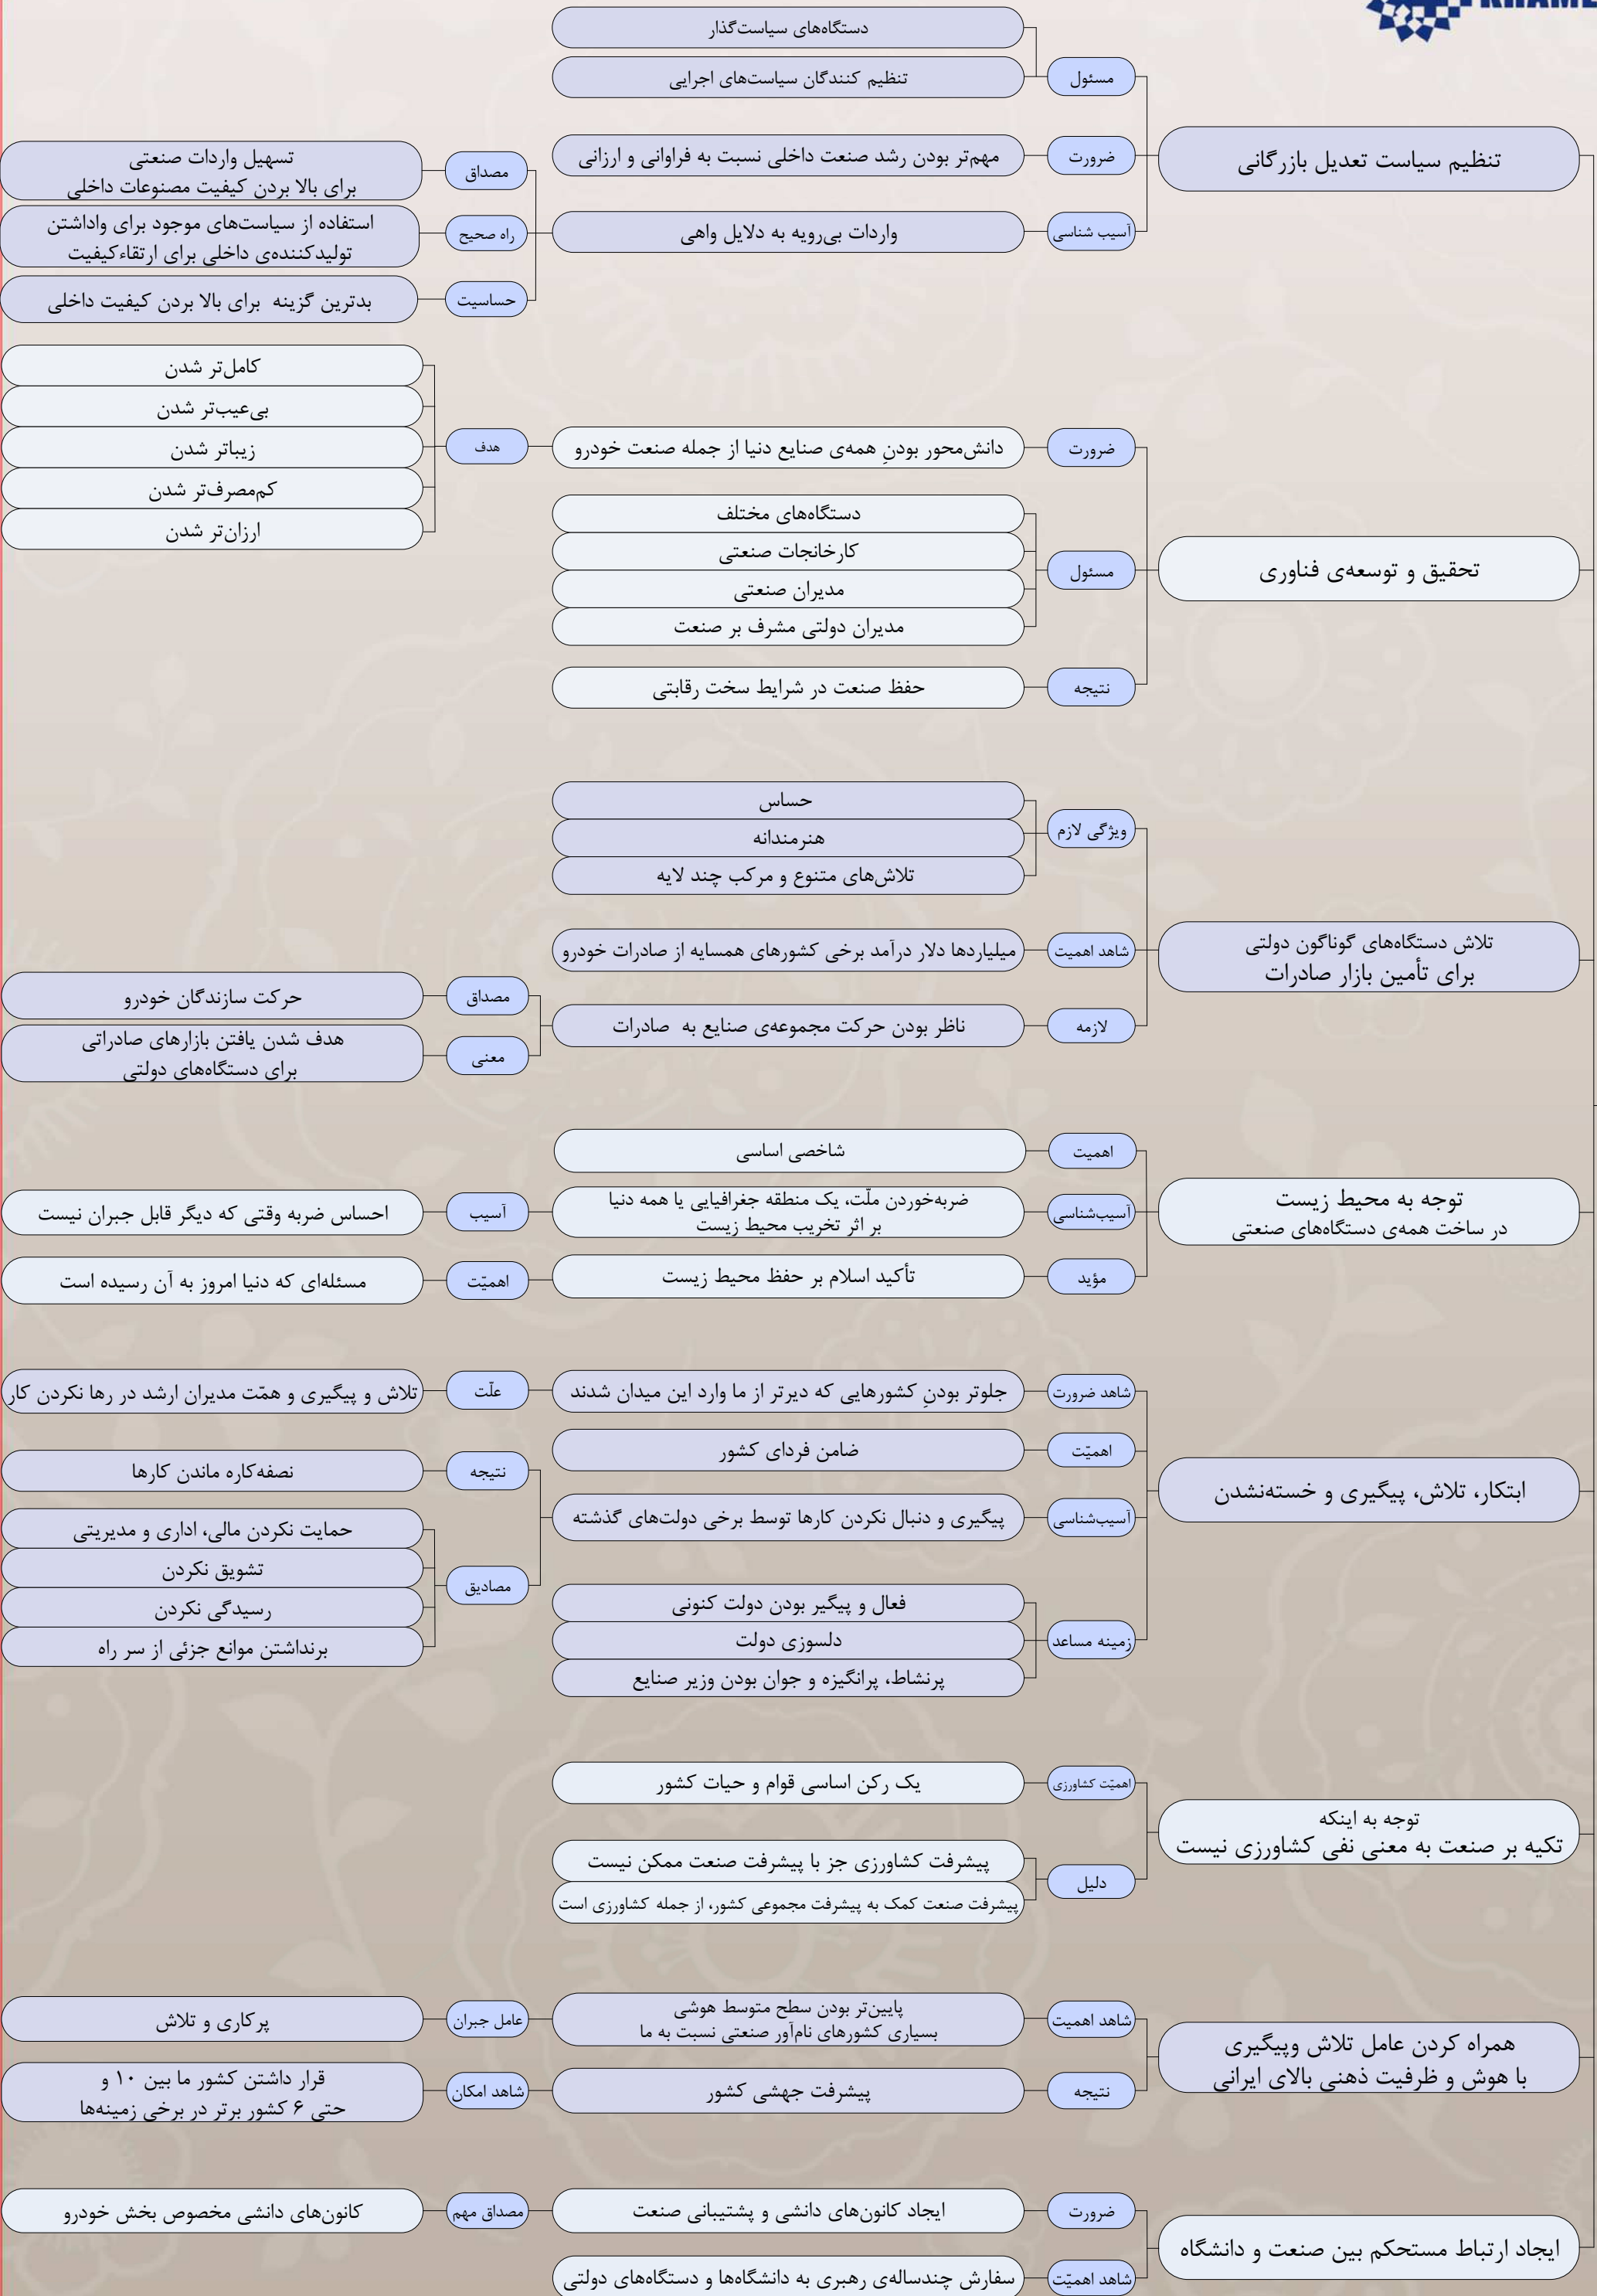 تنظیم سیاست تعدیل بازرگانی
مسئول
دستگاه‌های سیاست‌گذار
تنظیم کنندگان سیاست‌های اجرایی
ضرورت
مهم‌تر بودن رشد صنعت داخلی نسبت به فراوانی و ارزانی
آسیب شناسی
واردات بی‌رویه به دلایل واهی
مصداق
تسهیل واردات صنعتی
برای بالا بردن کیفیت مصنوعات داخلی
راه صحیح
استفاده از سیاست‌های موجود برای واداشتن
تولیدکننده‌ی داخلی برای ارتقاءکیفیت
حساسیت
بدترین گزینه برای بالا بردن کیفیت داخلی
تحقیق و توسعه‌ی فناوری
ضرورت
دانش‌محور بودنِ همه‌ی صنایع دنیا از جمله صنعت خودرو
هدف
کامل‌تر شدن
بی‌عیب‌تر شدن
زیباتر شدن
کم‌مصرف‌تر شدن
ارزان‌تر شدن
مسئول
دستگاه‌های مختلف
کارخانجات صنعتی
مدیران صنعتی
مدیران دولتی مشرف بر صنعت
نتیجه
حفظ صنعت در شرایط سخت رقابتی
تلاش دستگاه‌های گوناگون دولتی
برای تأمین بازار صادرات
ویژگی لازم
حساس
هنرمندانه
تلاش‌های متنوع و مرکب چند لایه
شاهد اهمیت
میلیاردها دلار درآمد برخی کشورهای همسایه از صادرات خودرو
لازمه
ناظر بودن حرکت مجموعه‌ی صنایع به صادرات
مصداق
حرکت سازندگان خودرو
معنی
هدف شدن یافتن بازارهای صادراتی
برای دستگاه‌های دولتی
توجه به محیط زیست
در ساخت همه‌ی دستگاه‌های صنعتی
اهمیت
شاخصی اساسی
آسیب‌شناسی
ضربه‌خوردن ملّت، یک منطقه جغرافیایی یا همه دنیا
بر اثر تخریب محیط زیست
آسیب
احساس ضربه وقتی که دیگر قابل جبران نیست
مؤید
تأکید اسلام بر حفظ محیط زیست
اهمیّت
مسئله‌ای که دنیا امروز به آن رسیده است
ابتکار، تلاش، پیگیری و خسته‌نشدن
شاهد ضرورت
جلوتر بودنِ کشورهایی که دیرتر از ما وارد این میدان شدند
علّت
تلاش و پیگیری و همّت مدیران ارشد در رها نکردن کار
اهمیّت
ضامن فردای کشور
آسیب‌شناسی
پیگیری و دنبال نکردن کارها توسط برخی دولت‌های گذشته
نتیجه
نصفه‌کاره ماندن کارها
مصادیق
حمایت نکردن مالی، اداری و مدیریتی
تشویق نکردن
رسیدگی نکردن
برنداشتن موانع جزئی از سر راه
زمینه مساعد
فعال و پیگیر بودن دولت کنونی
دلسوزی دولت
پرنشاط، پرانگیزه و جوان بودن وزیر صنایع
توجه به اینکه
تکیه بر صنعت به معنی نفی کشاورزی نیست
اهمیّت کشاورزی
یک رکن اساسی قوام و حیات کشور
دلیل
پیشرفت کشاورزی جز با پیشرفت صنعت ممکن نیست
پیشرفت صنعت کمک به پیشرفت مجموعی کشور، از جمله کشاورزی است
همراه کردن عامل تلاش وپیگیری
با هوش و ظرفیت ذهنی بالای ایرانی
شاهد اهمیت
پایین‌تر بودن سطح متوسط هوشی
بسیاری کشورهای نام‌آور صنعتی نسبت به ما
عامل جبران
پرکاری و تلاش
نتیجه
پیشرفت جهشی کشور
شاهد امکان
قرار داشتن کشور ما بین ۱۰ و
حتی ۶ کشور برتر در برخی زمینه‌ها
ایجاد ارتباط مستحکم بین صنعت و دانشگاه
ضرورت
ایجاد کانون‌های دانشی و پشتیبانی صنعت
مصداق مهم
کانون‌های دانشی مخصوص بخش خودرو
شاهد اهمیّت
سفارش چندساله‌ی رهبری به دانشگاه‌ها و دستگاه‌های دولتی